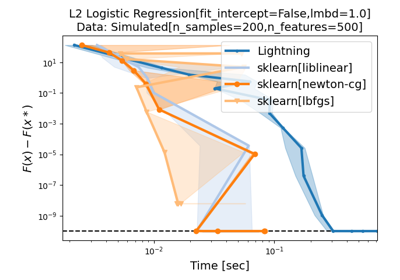 L2 Logistic Regression[fit_intercept=False,lmbd=1.0]
Data: Simulated[n_samples=200,n_features=500]
Lightning
sklearn[liblinear]
sklearn[newton-cg]
sklearn[lbfgs]
F(x) − F(x*)
10¹
10⁻¹
10⁻³
10⁻⁵
10⁻⁷
10⁻⁹
10⁻²
10⁻¹
Time [sec]